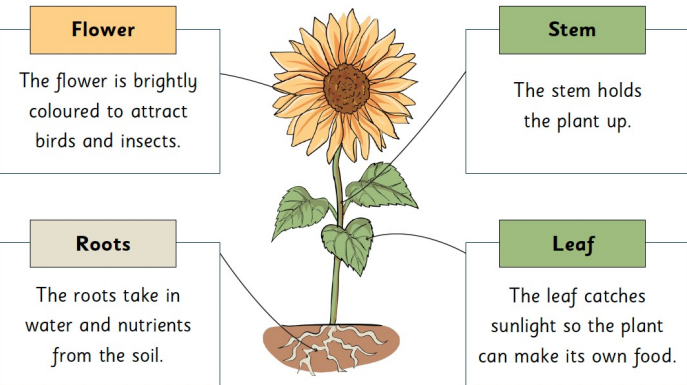 Flower
The flower is brightly
coloured to attract
birds and insects.
Stem
The stem holds
the plant up.
Roots
The roots take in
water and nutrients
from the soil.
Leaf
The leaf catches
sunlight so the plant
can make its own food.